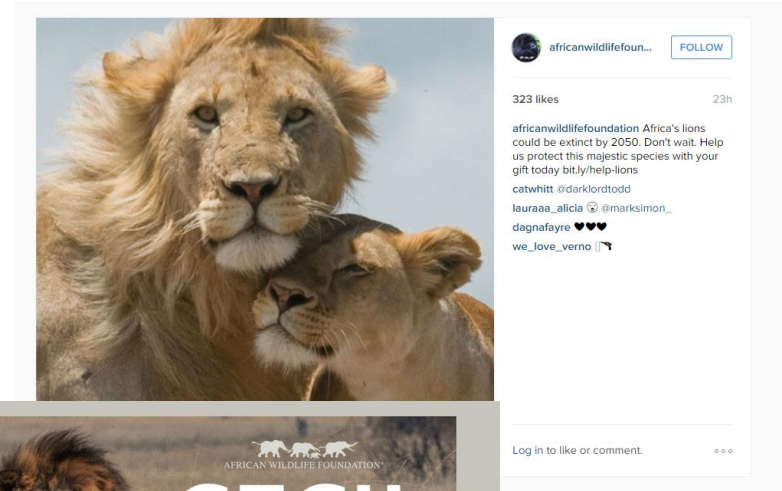 africanwildlifefoun...
FOLLOW
323 likes
23h
africanwildlifefoundation Africa's lions
could be extinct by 2050. Don't wait. Help
us protect this majestic species with your
gift today bit.ly/help-lions
catwhitt @darklordtodd
lauraaa_alicia 😮 @marksimon_
dagnafayre ♥♥♥
we_love_verno
Log in to like or comment.
AFRICAN WILDLIFE FOUNDATION®
CECIL